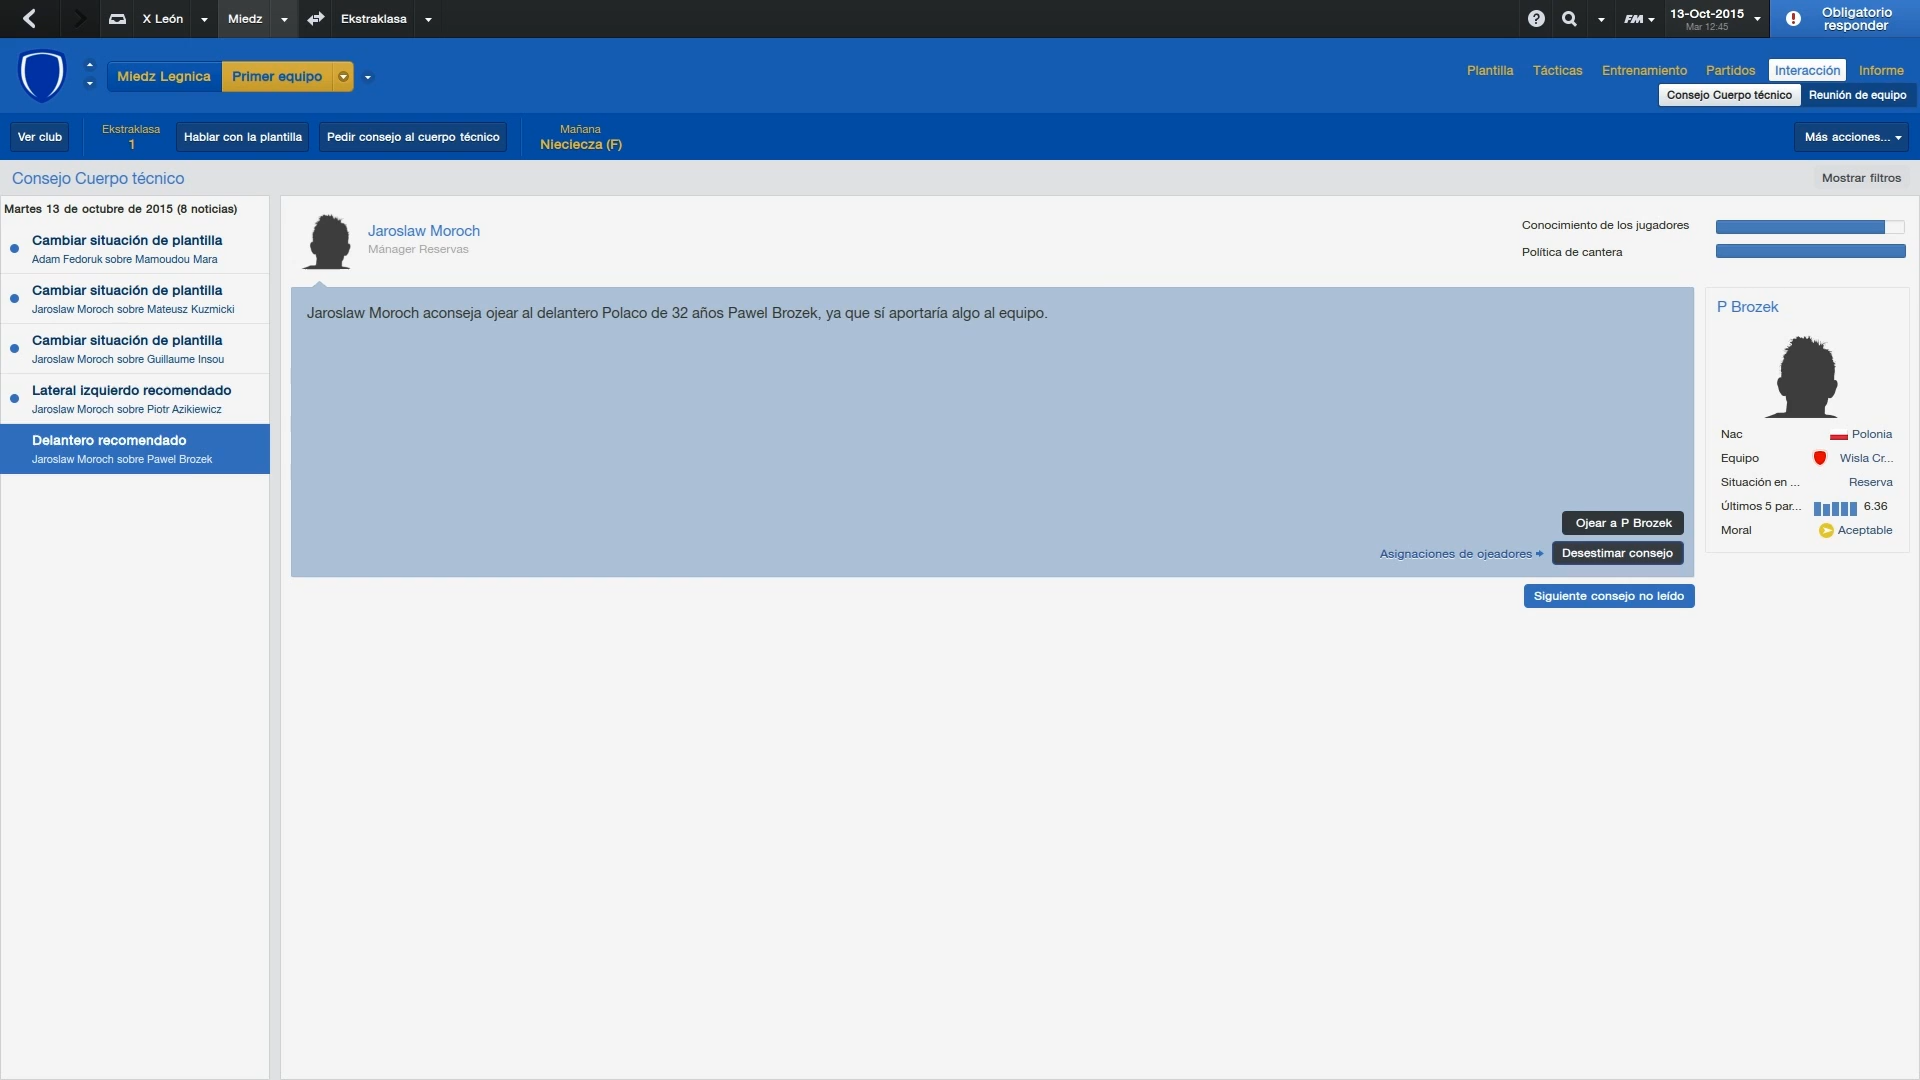 X León
Miedz
Ekstraklasa
FM
13-Oct-2015
Mar 12:45
Obligatorio
responder
Miedz Legnica
Primer equipo
Plantilla
Tácticas
Entrenamiento
Partidos
Interacción
Informe
Consejo Cuerpo técnico
Reunión de equipo
Ver club
Ekstraklasa
1
Hablar con la plantilla
Pedir consejo al cuerpo técnico
Mañana
Nieciecza (F)
Más acciones...
Consejo Cuerpo técnico
Mostrar filtros
Martes 13 de octubre de 2015 (8 noticias)
Cambiar situación de plantilla
Adam Fedoruk sobre Mamoudou Mara
Cambiar situación de plantilla
Jaroslaw Moroch sobre Mateusz Kuzmicki
Cambiar situación de plantilla
Jaroslaw Moroch sobre Guillaume Insou
Lateral izquierdo recomendado
Jaroslaw Moroch sobre Piotr Azikiewicz
Delantero recomendado
Jaroslaw Moroch sobre Pawel Brozek
Jaroslaw Moroch
Mánager Reservas
Conocimiento de los jugadores
Política de cantera
Jaroslaw Moroch aconseja ojear al delantero Polaco de 32 años Pawel Brozek, ya que sí aportaría algo al equipo.
Ojear a P Brozek
Asignaciones de ojeadores
Desestimar consejo
Siguiente consejo no leído
P Brozek
Nac Polonia
Equipo Wisla Cr...
Situación en ... Reserva
Últimos 5 par... 6.36
Moral Aceptable